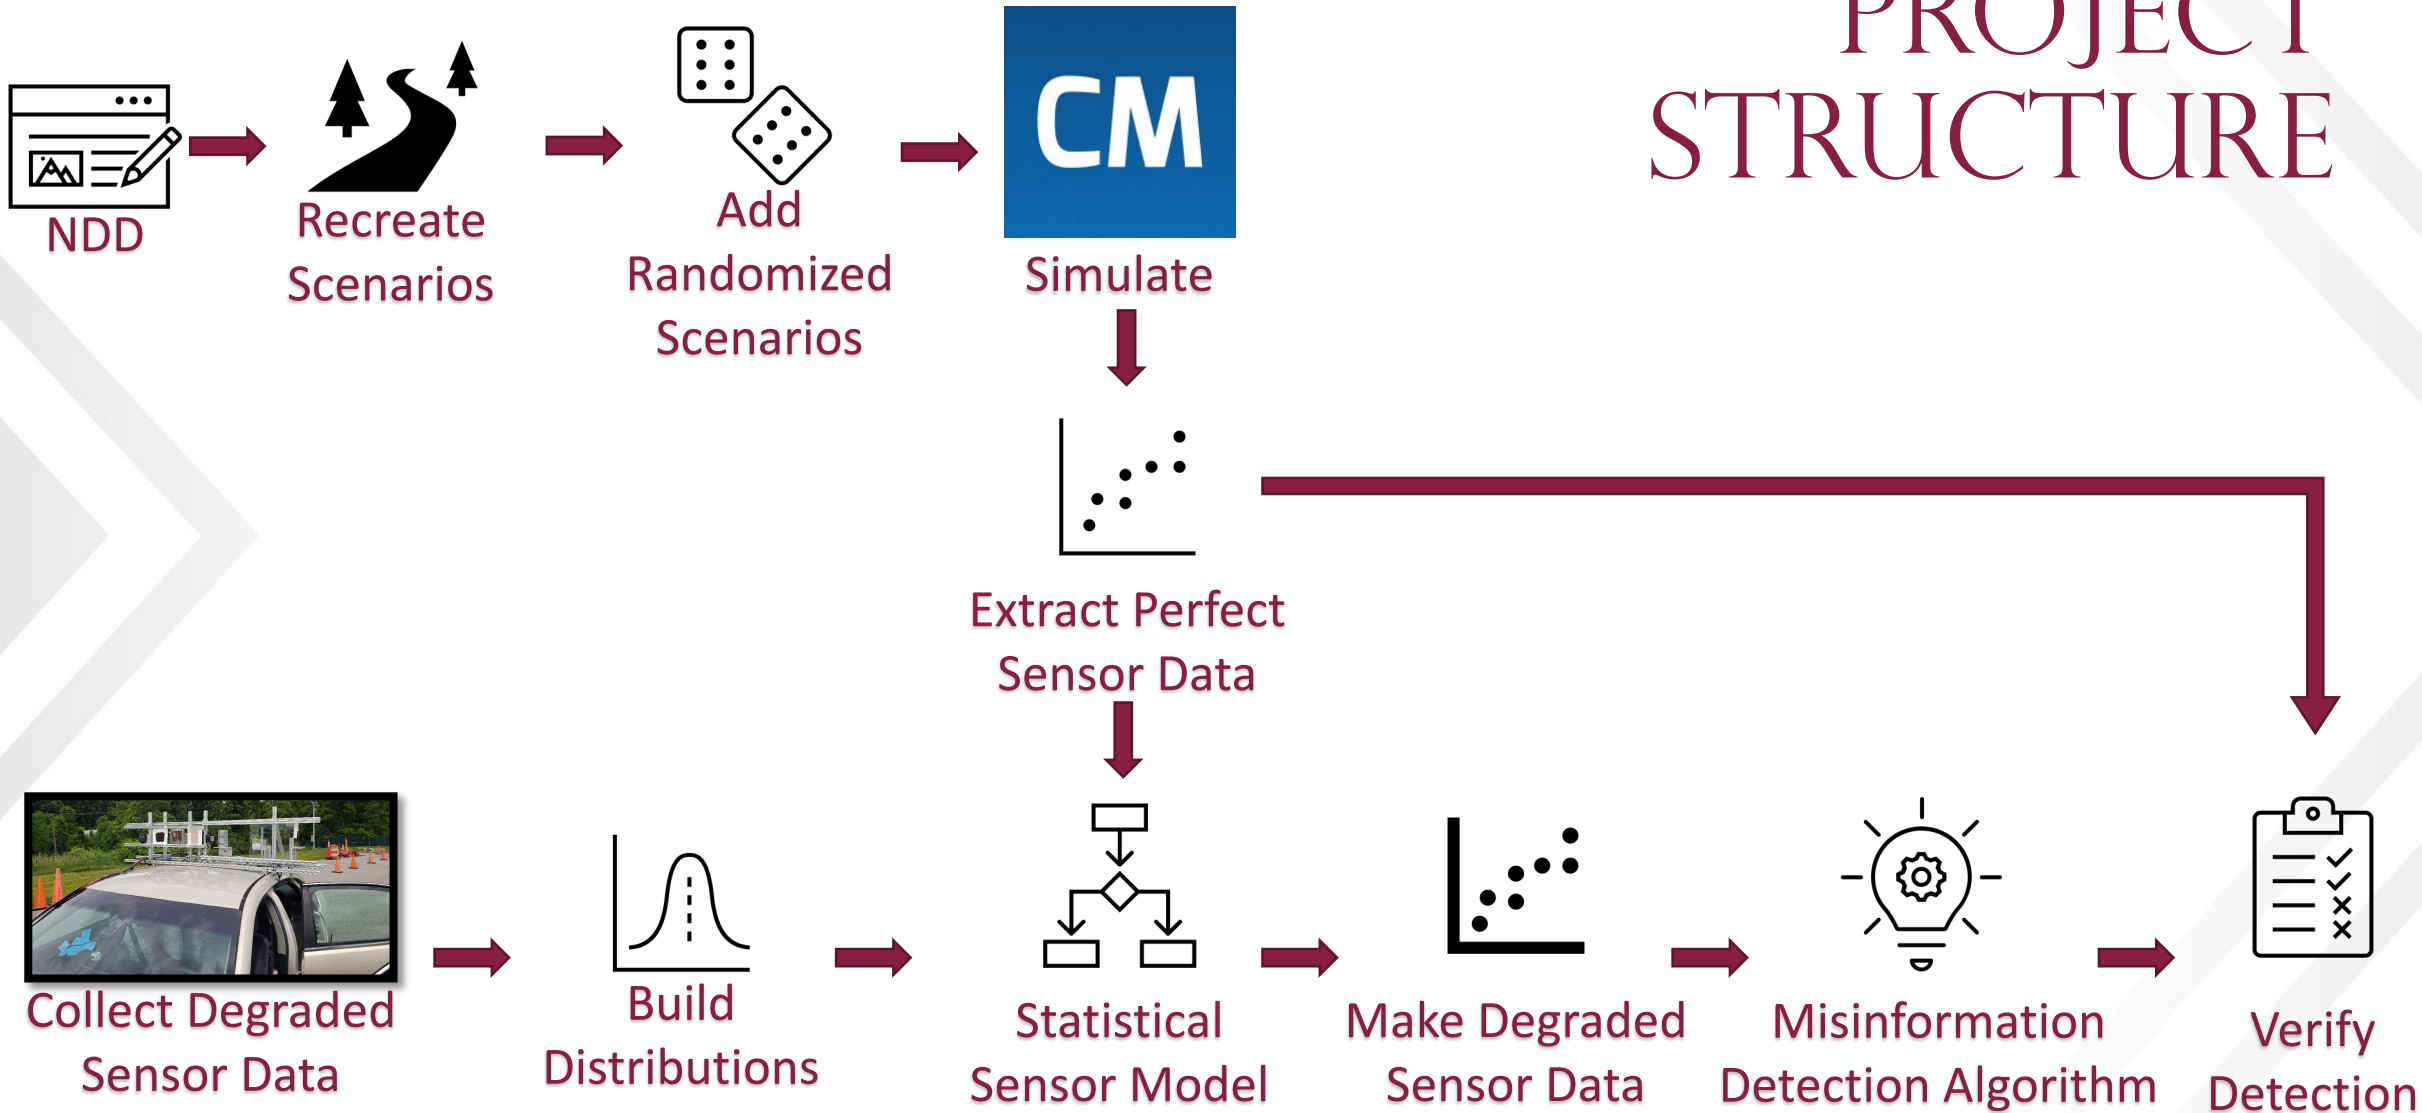 PROJECT
STRUCTURE
CM
NDD
Recreate
Scenarios
Add
Randomized
Scenarios
Simulate
Extract Perfect
Sensor Data
Collect Degraded
Sensor Data
Build
Distributions
Statistical
Sensor Model
Make Degraded
Sensor Data
Misinformation
Detection Algorithm
Verify
Detection